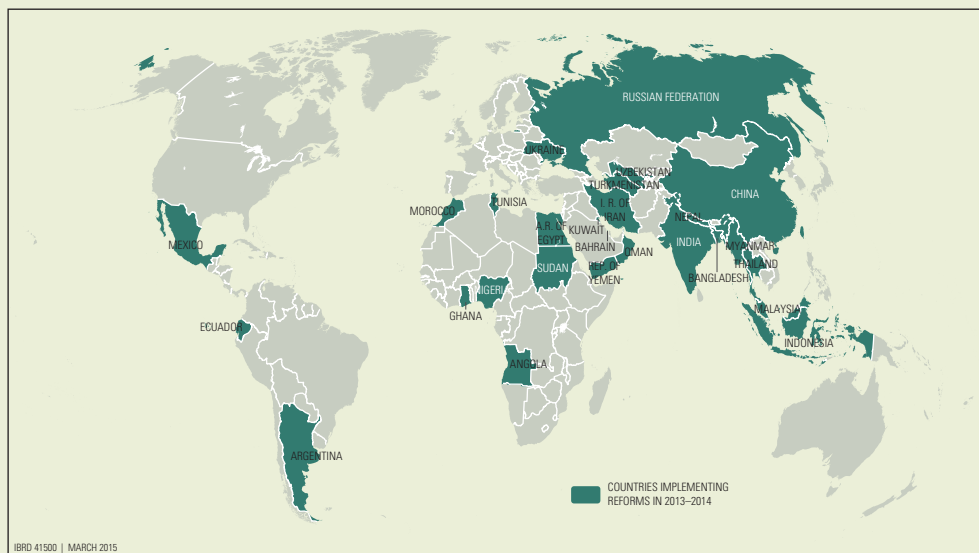 RUSSIAN FEDERATION
UKRAINE
UZBEKISTAN
TURKMENISTAN
CHINA
MOROCCO
TUNISIA
I. R. OF
IRAN
NEPAL
A.R. OF
EGYPT
KUWAIT
MEXICO
BAHRAIN
OMAN
INDIA
MYANMAR
SUDAN
REP. OF
YEMEN
THAILAND
BANGLADESH
NIGERIA
GHANA
MALAYSIA
ECUADOR
INDONESIA
ANGOLA
ARGENTINA
COUNTRIES IMPLEMENTING
REFORMS IN 2013–2014
IBRD 41500 | MARCH 2015